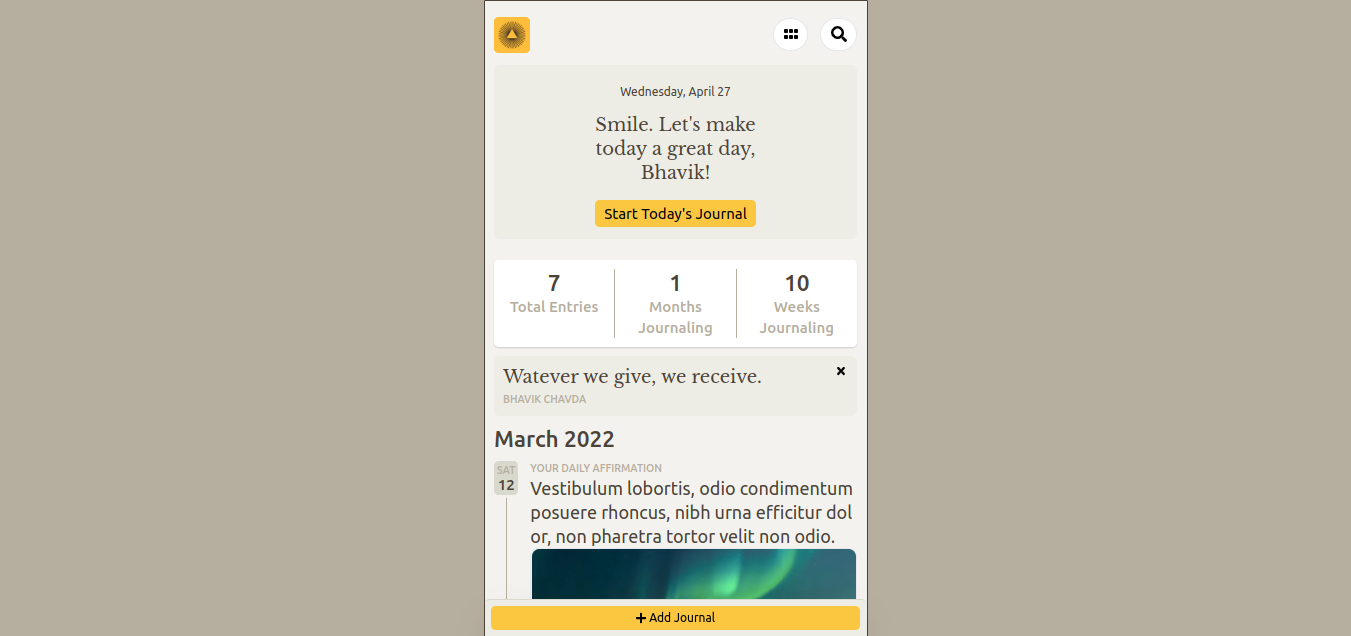 Wednesday, April 27
Smile. Let's make
today a great day,
Bhavik!
Start Today's Journal
7
Total Entries
1
Months
Journaling
10
Weeks
Journaling
Watever we give, we receive.
BHAVIK CHAVDA
March 2022
SAT
12
YOUR DAILY AFFIRMATION
Vestibulum lobortis, odio condimentum
posuere rhoncus, nibh urna efficitur dol
or, non pharetra tortor velit non odio.
Add Journal